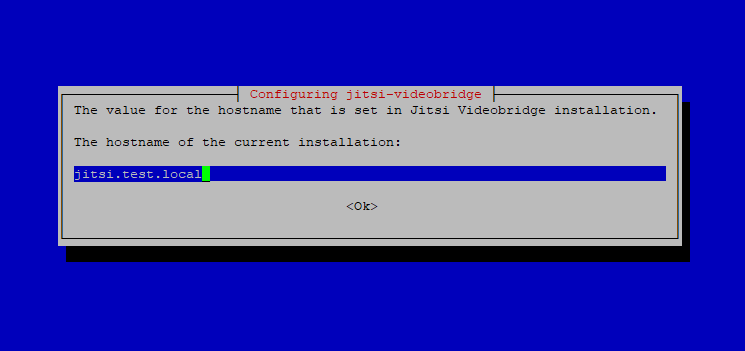 Configuring jitsi-videobridge
The value for the hostname that is set in Jitsi Videobridge installation.
The hostname of the current installation:
jitsi.test.local
<Ok>